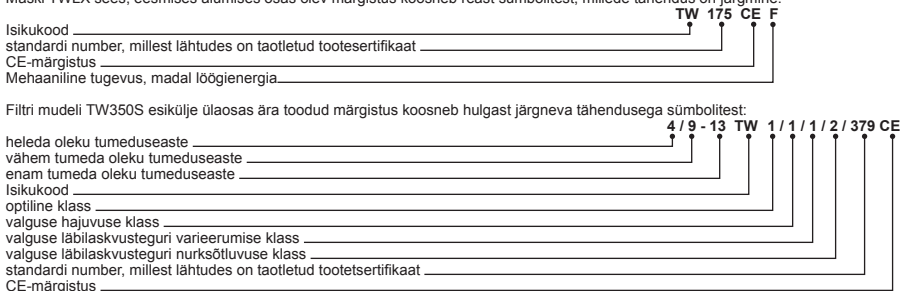 Maski TWLX sees, eesmises alumises osas olev märgistus koosneb reast sümbolitest, millede tähendus on järgmine:
TW 175 CE F
Isikukood
standardi number, millest lähtudes on taotletud tootesertifikaat
CE-märgistus
Mehaaniline tugevus, madal löögienergia
Filtri mudeli TW350S esikülje ülaosas ära toodud märgistus koosneb hulgast järgneva tähendusega sümbolitest:
4 / 9 - 13 TW 1 / 1 / 1 / 2 / 379 CE
heleda oleku tumeduseaste
vähem tumeda oleku tumeduseaste
enam tumeda oleku tumeduseaste
Isikukood
optiline klass
valguse hajuvuse klass
valguse läbilaskvusteguri varieerumise klass
valguse läbilaskvusteguri nurksõtluvuse klass
standardi number, millest lähtudes on taotletud tootetsertifikaat
CE-märgistus